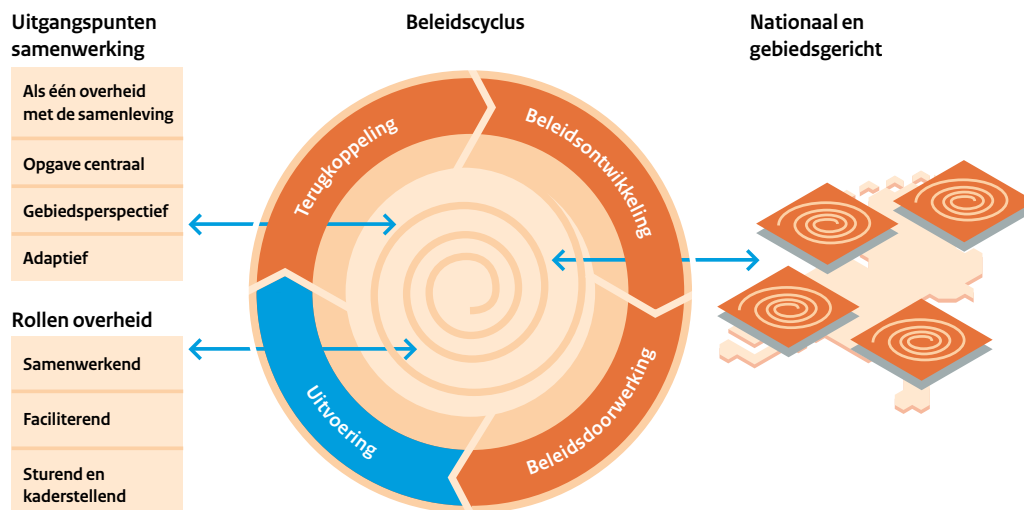 Uitgangspunten
samenwerking
Als één overheid
met de samenleving
Opgave centraal
Gebiedsperspectief
Adaptief
Rollen overheid
Samenwerkend
Faciliterend
Sturend en
kaderstellend
Beleidscyclus
Terugkoppeling
Beleidsontwikkeling
Beleidsdoorwerking
Uitvoering
Nationaal en
gebiedsgericht